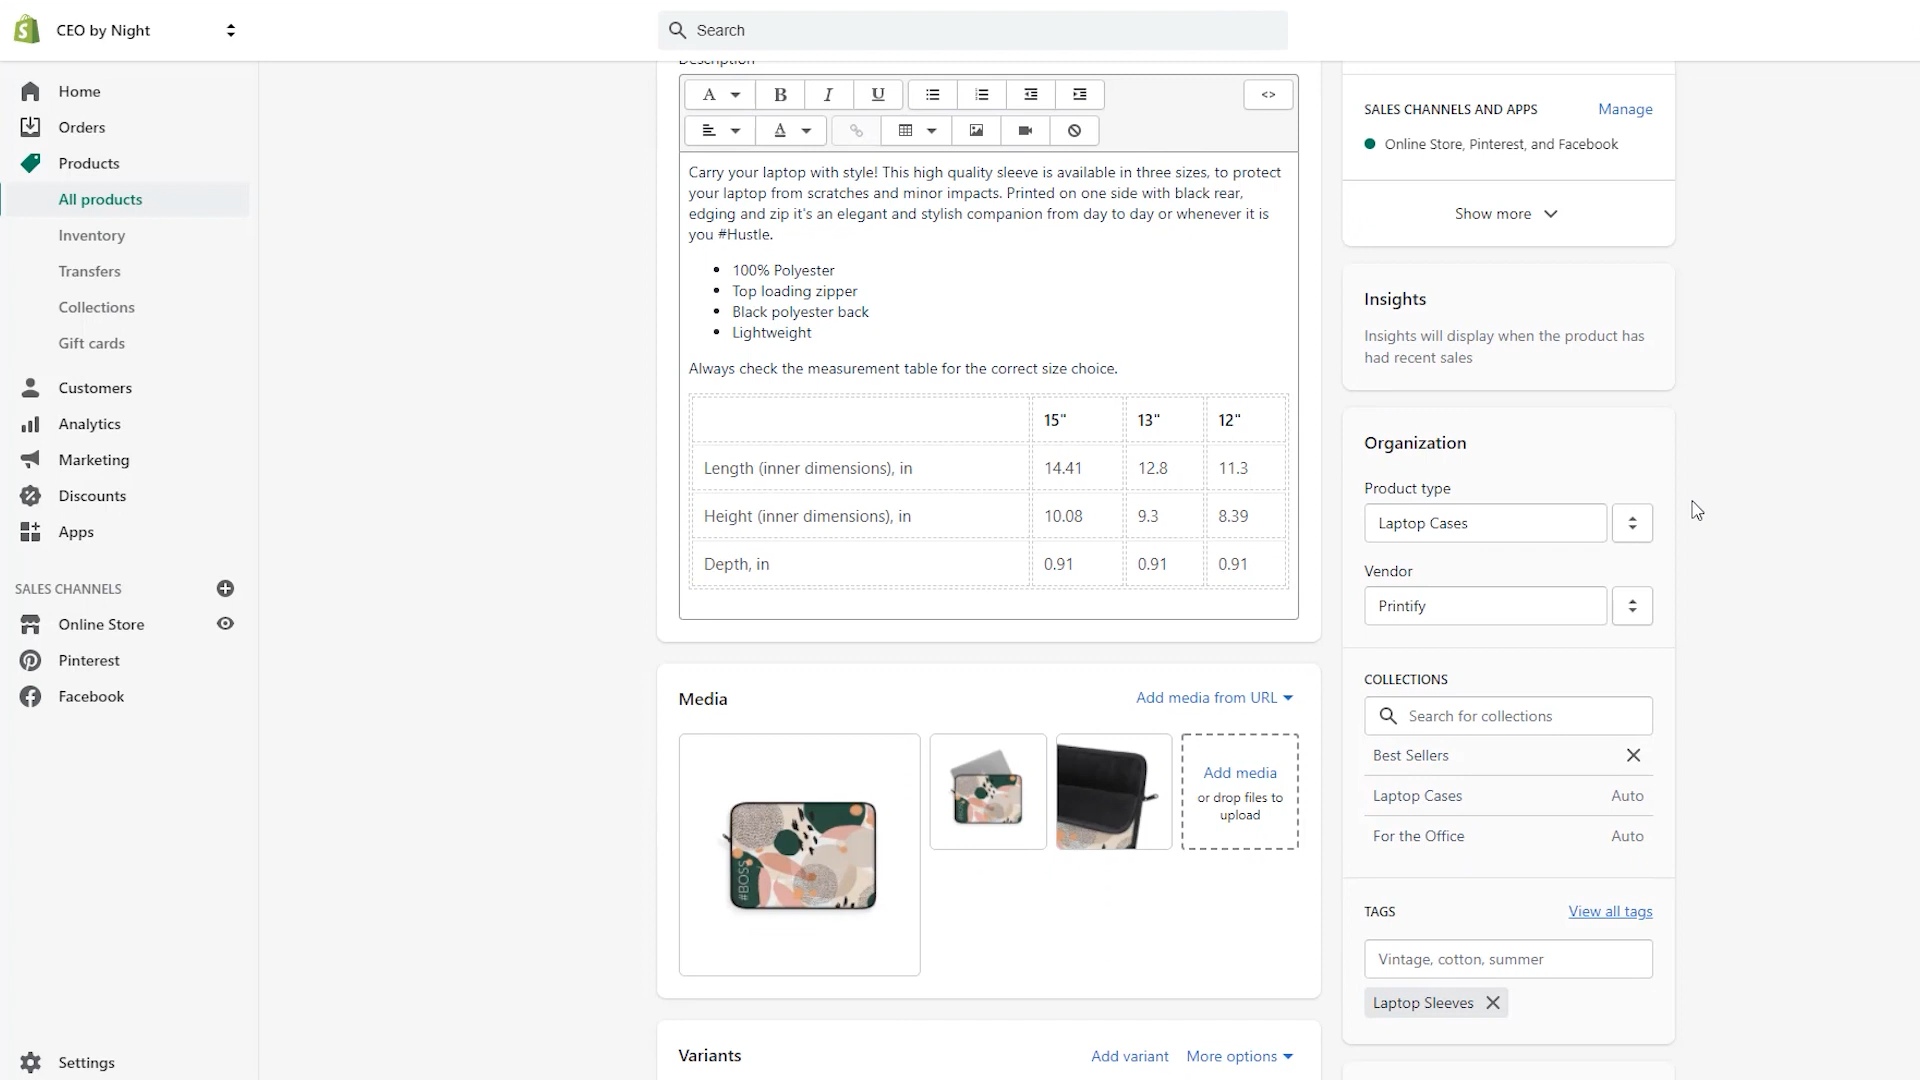 CEO by Night
Search
Home
Orders
Products
All products
Inventory
Transfers
Collections
Gift cards
Customers
Analytics
Marketing
Discounts
Apps
SALES CHANNELS
Online Store
Pinterest
Facebook
Settings
Description
A
B
I
U
<>
A
Carry your laptop with style! This high quality sleeve is available in three sizes, to protect
your laptop from scratches and minor impacts. Printed on one side with black rear,
edging and zip it's an elegant and stylish companion from day to day or whenever it is
you #Hustle.
100% Polyester
Top loading zipper
Black polyester back
Lightweight
Always check the measurement table for the correct size choice.
15" 13" 12"
Length (inner dimensions), in 14.41 12.8 11.3
Height (inner dimensions), in 10.08 9.3 8.39
Depth, in 0.91 0.91 0.91
Media
Add media from URL
#BOSS
Add media
or drop files to
upload
Variants
Add variant
More options
SALES CHANNELS AND APPS
Manage
Online Store, Pinterest, and Facebook
Show more
Insights
Insights will display when the product has
had recent sales
Organization
Product type
Laptop Cases
Vendor
Printify
COLLECTIONS
Search for collections
Best Sellers
Laptop Cases Auto
For the Office Auto
TAGS
View all tags
Vintage, cotton, summer
Laptop Sleeves